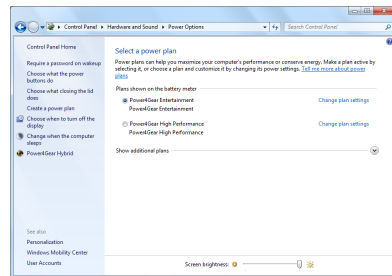 Control Panel ▸ Hardware and Sound ▸ Power Options
Search Control Panel
Control Panel Home
Require a password on wakeup
Choose what the power
buttons do
Choose what closing the lid
does
Create a power plan
Choose when to turn off the
display
Change when the computer
sleeps
Power4Gear Hybrid
See also
Personalization
Windows Mobility Center
User Accounts
Select a power plan
Power plans can help you maximize your computer's performance or conserve energy. Make a plan active by
selecting it, or choose a plan and customize it by changing its power settings. Tell me more about power
plans
Plans shown on the battery meter
Power4Gear Entertainment Change plan settings
Power4Gear Entertainment
Power4Gear High Performance Change plan settings
Power4Gear High Performance
Show additional plans
Screen brightness: